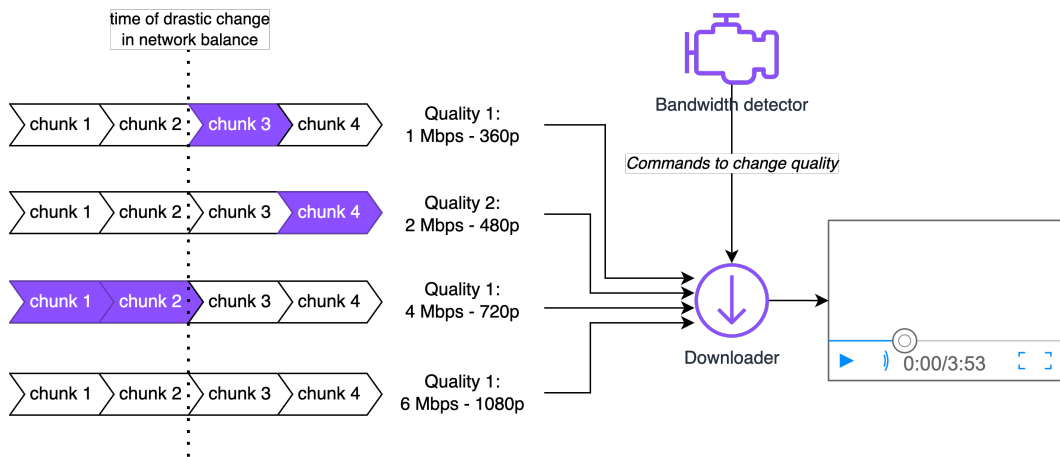 time of drastic change
in network balance
chunk 1 chunk 2 chunk 3 chunk 4
Quality 1:
1 Mbps - 360p
chunk 1 chunk 2 chunk 3 chunk 4
Quality 2:
2 Mbps - 480p
chunk 1 chunk 2 chunk 3 chunk 4
Quality 1:
4 Mbps - 720p
chunk 1 chunk 2 chunk 3 chunk 4
Quality 1:
6 Mbps - 1080p
Bandwidth detector
Commands to change quality
Downloader
0:00/3:53